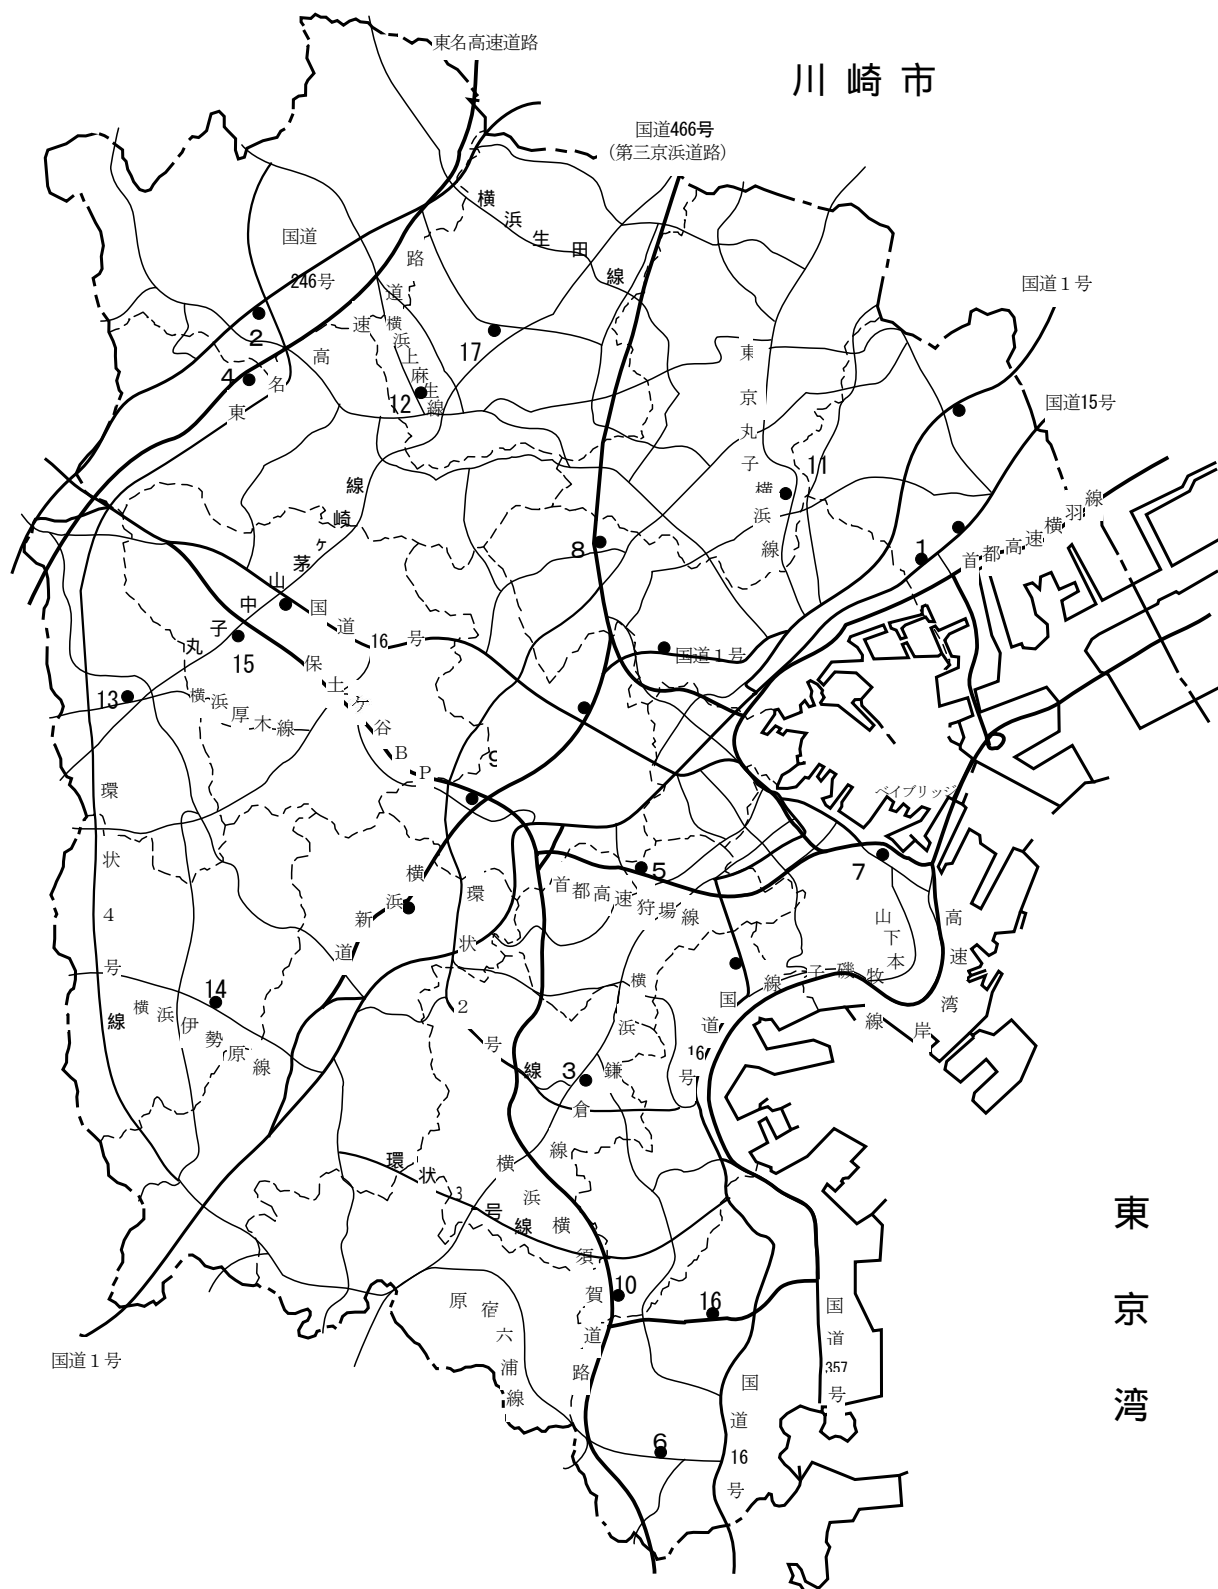 東名高速道路
川崎市
国道466号
(第三京浜道路)
横浜生田線
国道
246号
国道１号
2
17
4
12
東名高速道路
横浜上麻生線
国道15号
東京丸子横浜線
11
8
1
首都高速横羽線
丸子中山茅ヶ崎線
国道16号
国道１号
15
13
横浜厚木線
保土ケ谷BP
9
ベイブリッジ
環状4号線
5
7
首都高速狩場線
横浜新道
環状2号線
山下本牧磯子線
高速湾岸線
14
横浜伊勢原線
国道16号
3
横浜鎌倉線
環状3号線
横浜横須賀道路
10
16
原宿六浦線
国道357号
国道１号
国道16号
6
東京湾